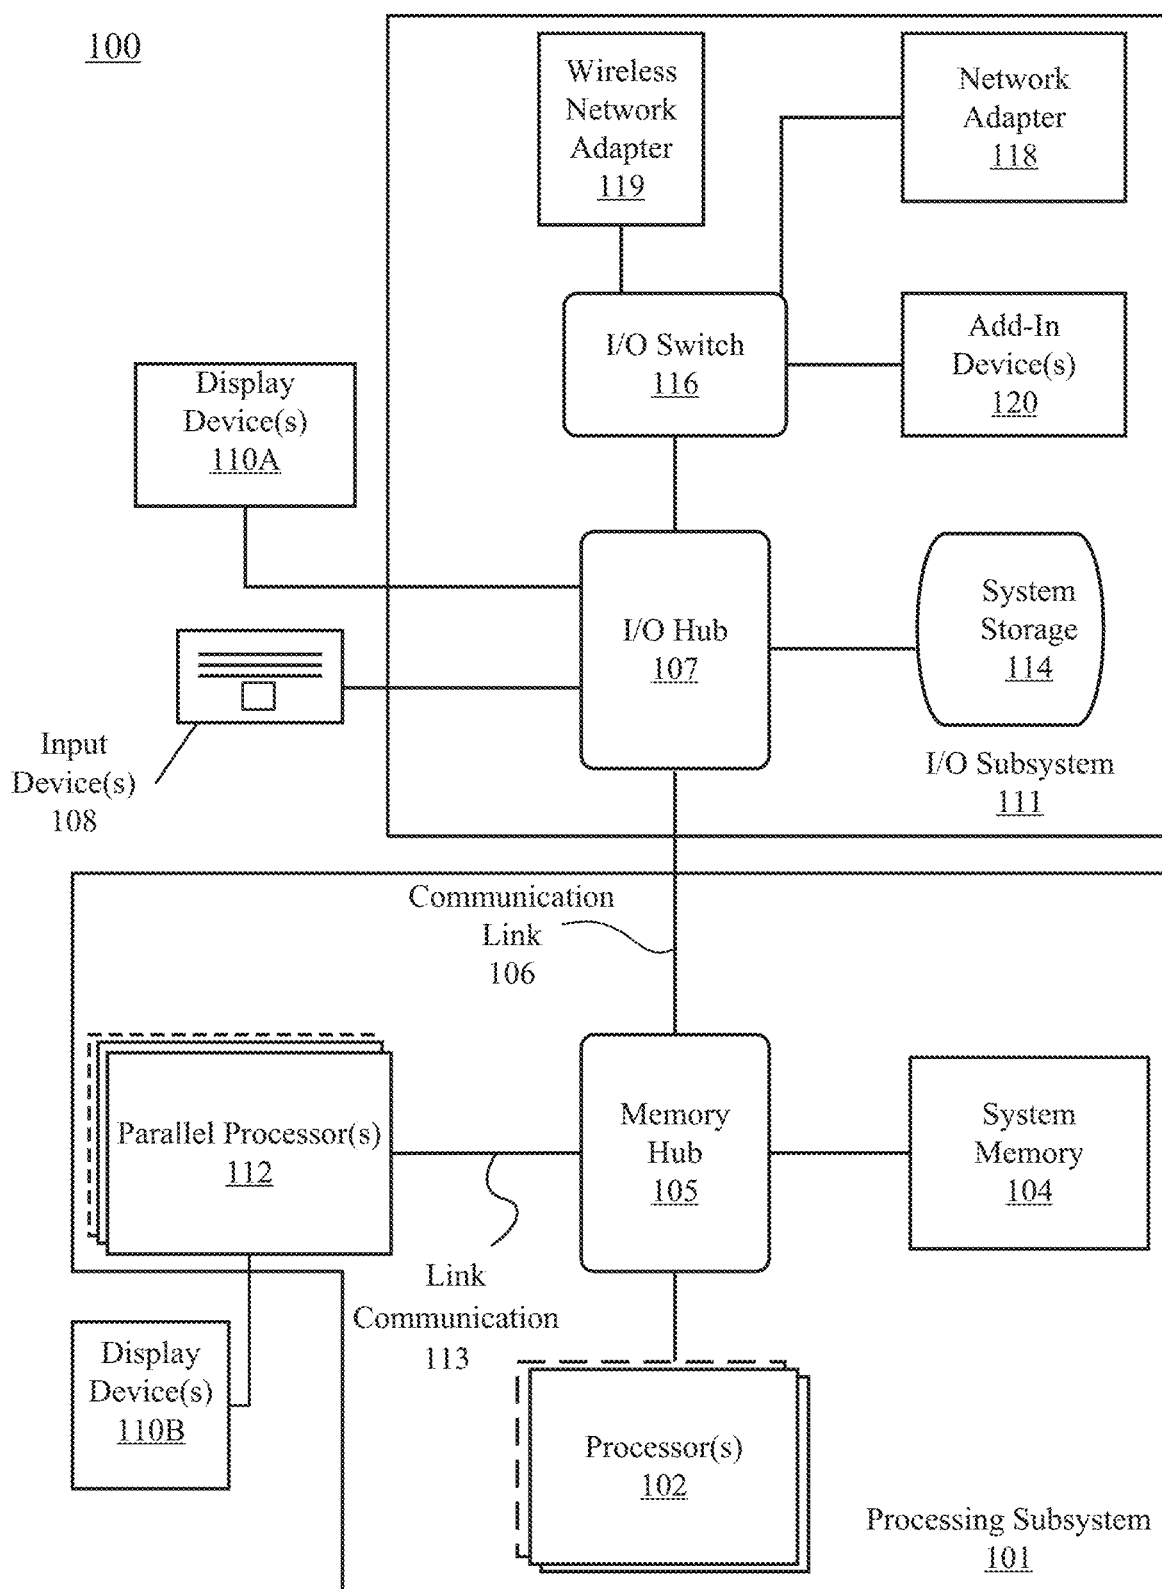 100
Wireless
Network
Adapter
119
Network
Adapter
118
I/O Switch
116
Add-In
Device(s)
120
Display
Device(s)
110A
I/O Hub
107
System
Storage
114
Input
Device(s)
108
I/O Subsystem
111
Communication
Link
106
Parallel Processor(s)
112
Memory
Hub
105
System
Memory
104
Link
Communication
113
Display
Device(s)
110B
Processor(s)
102
Processing Subsystem
101